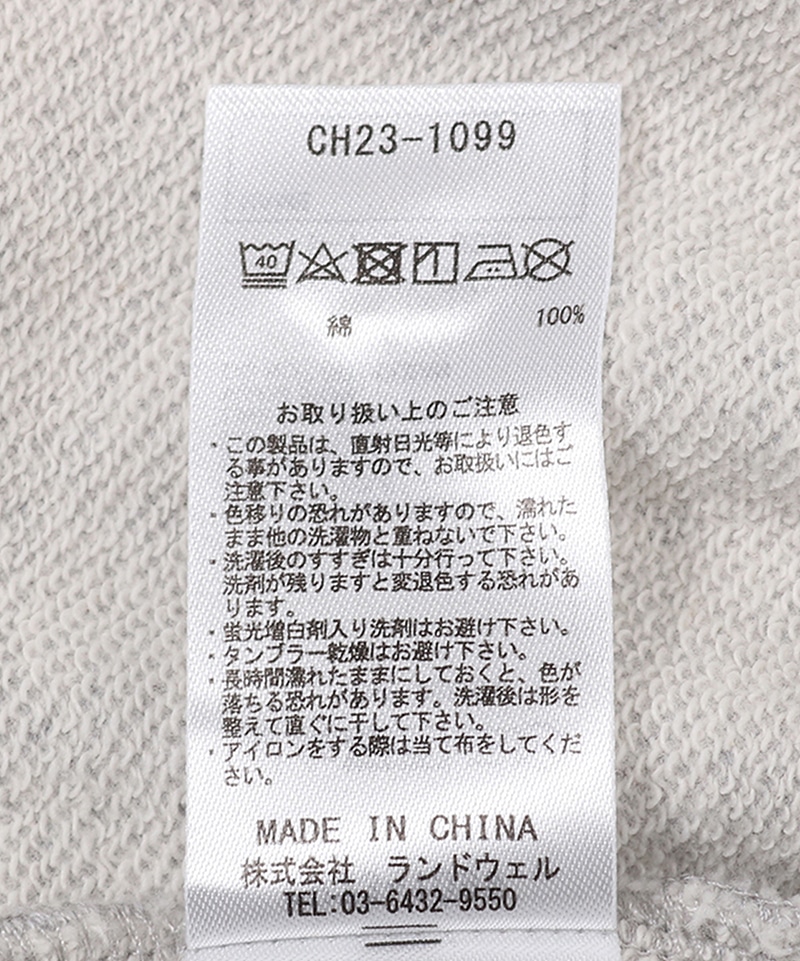 CH23-1099
40
綿 100%
お取り扱い上のご注意
・この製品は、直射日光等により退色す
る事がありますので、お取扱いにはご
注意下さい。
・色移りの恐れがありますので、濡れた
まま他の洗濯物と重ねないで下さい。
・洗濯後のすすぎは十分行って下さい。
洗剤が残りますと変退色する恐れがあ
ります。
・蛍光増白剤入り洗剤はお避け下さい。
・タンブラー乾燥はお避け下さい。
・長時間濡れたままにしておくと、色が
落ちる恐れがあります。洗濯後は形を
整えて直ぐに干して下さい。
・アイロンをする際は当て布をしてくだ
さい。
MADE IN CHINA
株式会社 ランドウェル
TEL:03-6432-9550